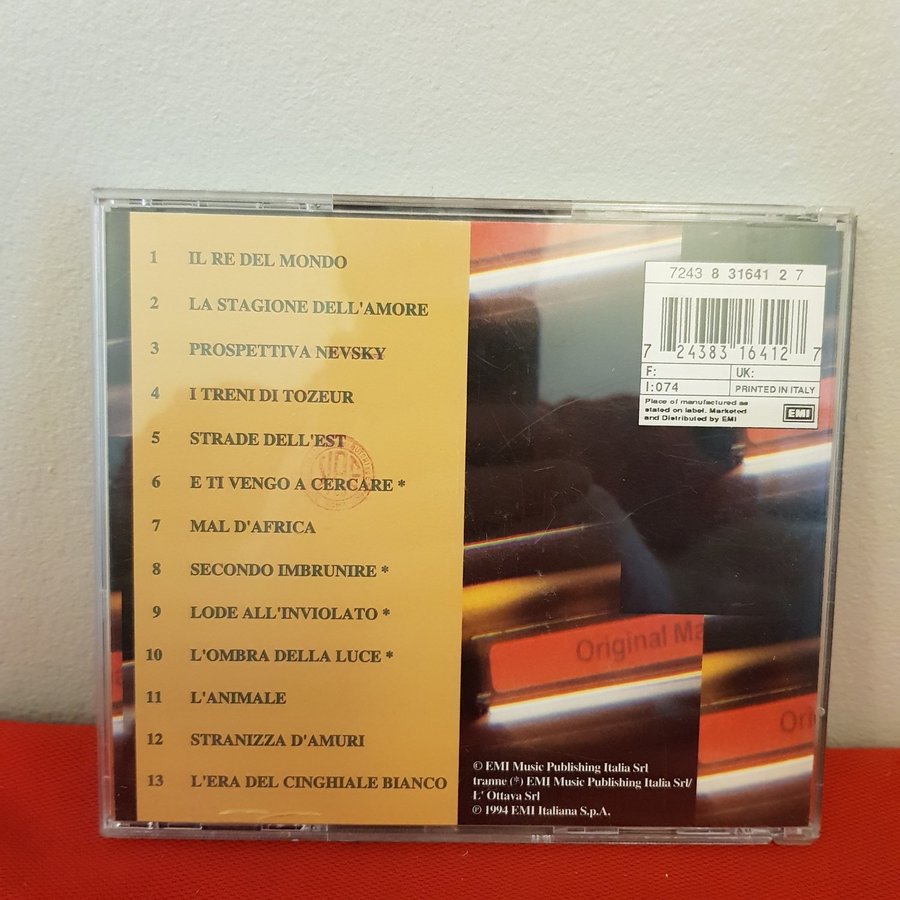 1 IL RE DEL MONDO
2 LA STAGIONE DELL'AMORE
3 PROSPETTIVA NEVSKY
4 I TRENI DI TOZEUR
5 STRADE DELL'EST
6 E TI VENGO A CERCARE *
7 MAL D'AFRICA
8 SECONDO IMBRUNIRE *
9 LODE ALL'INVIOLATO *
10 L'OMBRA DELLA LUCE *
11 L'ANIMALE
12 STRANIZZA D'AMURI
13 L'ERA DEL CINGHIALE BIANCO
7243 8 31641 2 7
7 24383 16412 7
F: UK:
I:074 PRINTED IN ITALY
Place of manufactured as
stated on label. Marketed
and Distributed by EMI
EMI
Original Ma
Ori
© EMI Music Publishing Italia Srl
tranne (*) EMI Music Publishing Italia Srl/
L' Ottava Srl
℗ 1994 EMI Italiana S.p.A.